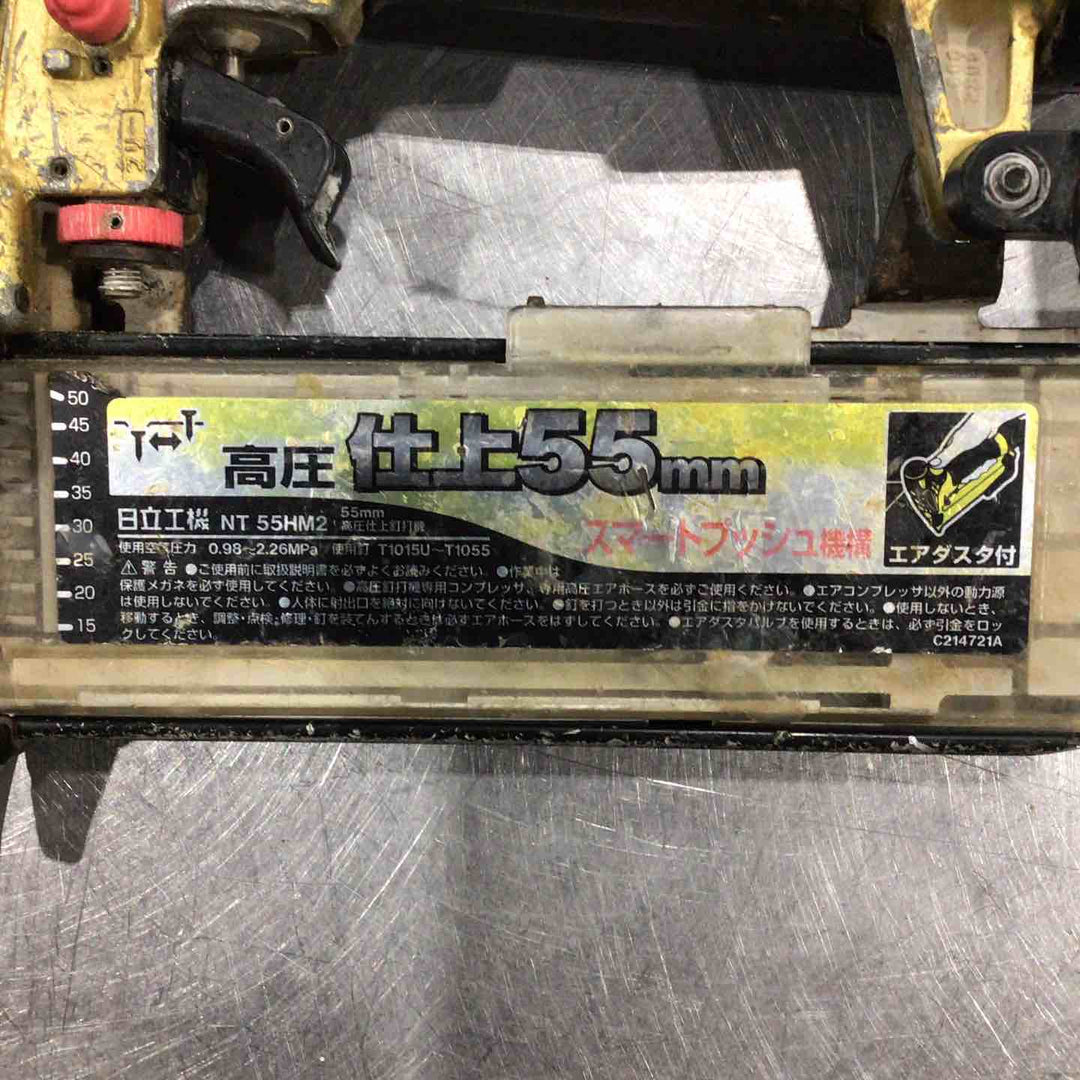 50
45
40
35
30
25
20
15
高圧 仕上55mm
日立工機 NT 55HM2 55mm
高圧仕上釘打機
スマートプッシュ機構
エアダスタ付
使用空気圧力 0.98～2.26MPa 使用釘 T1015U～T1055
⚠警告 ●ご使用前に取扱説明書を必ずよくお読みください。●作業中は
保護メガネを必ず使用してください。●高圧釘打機専用コンプレッサ、専用高圧エアホースを必ずご使用ください。●エアコンプレッサ以外の動力源
は使用しないでください。●人体に射出口を絶対に向けないでください。●釘を打つとき以外は引金に指をかけないでください。●使用しないとき、
移動するとき、調整・点検・修理・釘を装てんするときは必ずエアホースをはずしてください。●エアダスタバルブを使用するときは、必ず引金をロッ
クしてください。
C214721A